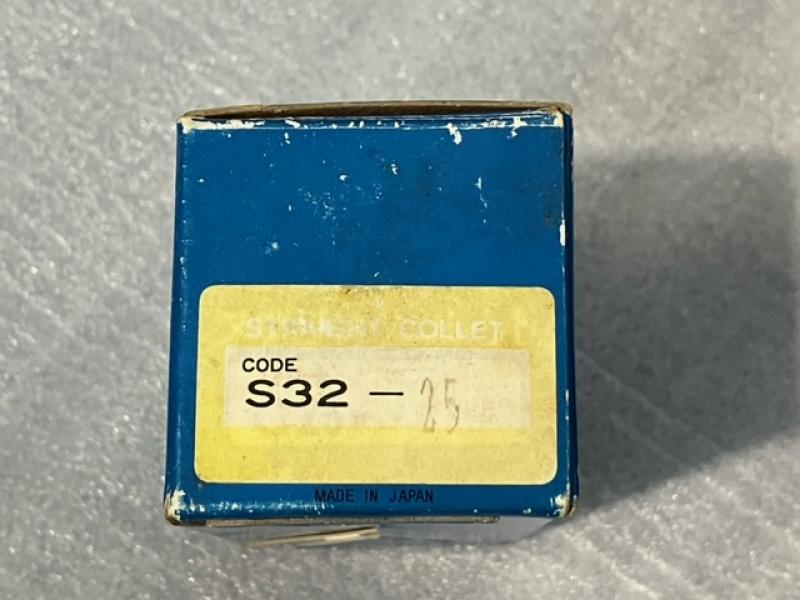 STRAIGHT COLLET
CODE
S32 - 25
MADE IN JAPAN